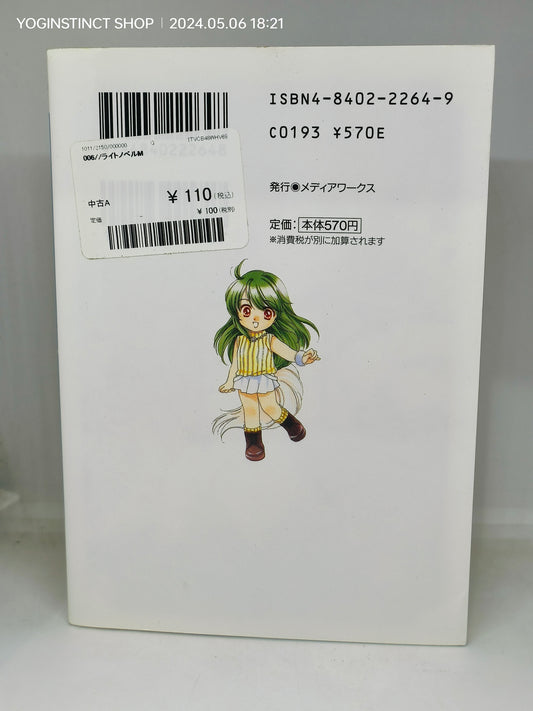 YOGINSTINCT SHOP | 2024.05.06 18:21
ISBN4-8402-2264-9
C0193 ¥570E
1TVCB48WHV69
006//ライトノベルM
中古A
¥ 110(税込)
定価
¥ 100(税別)
発行◉メディアワークス
定価: 本体570円
※消費税が別に加算されます